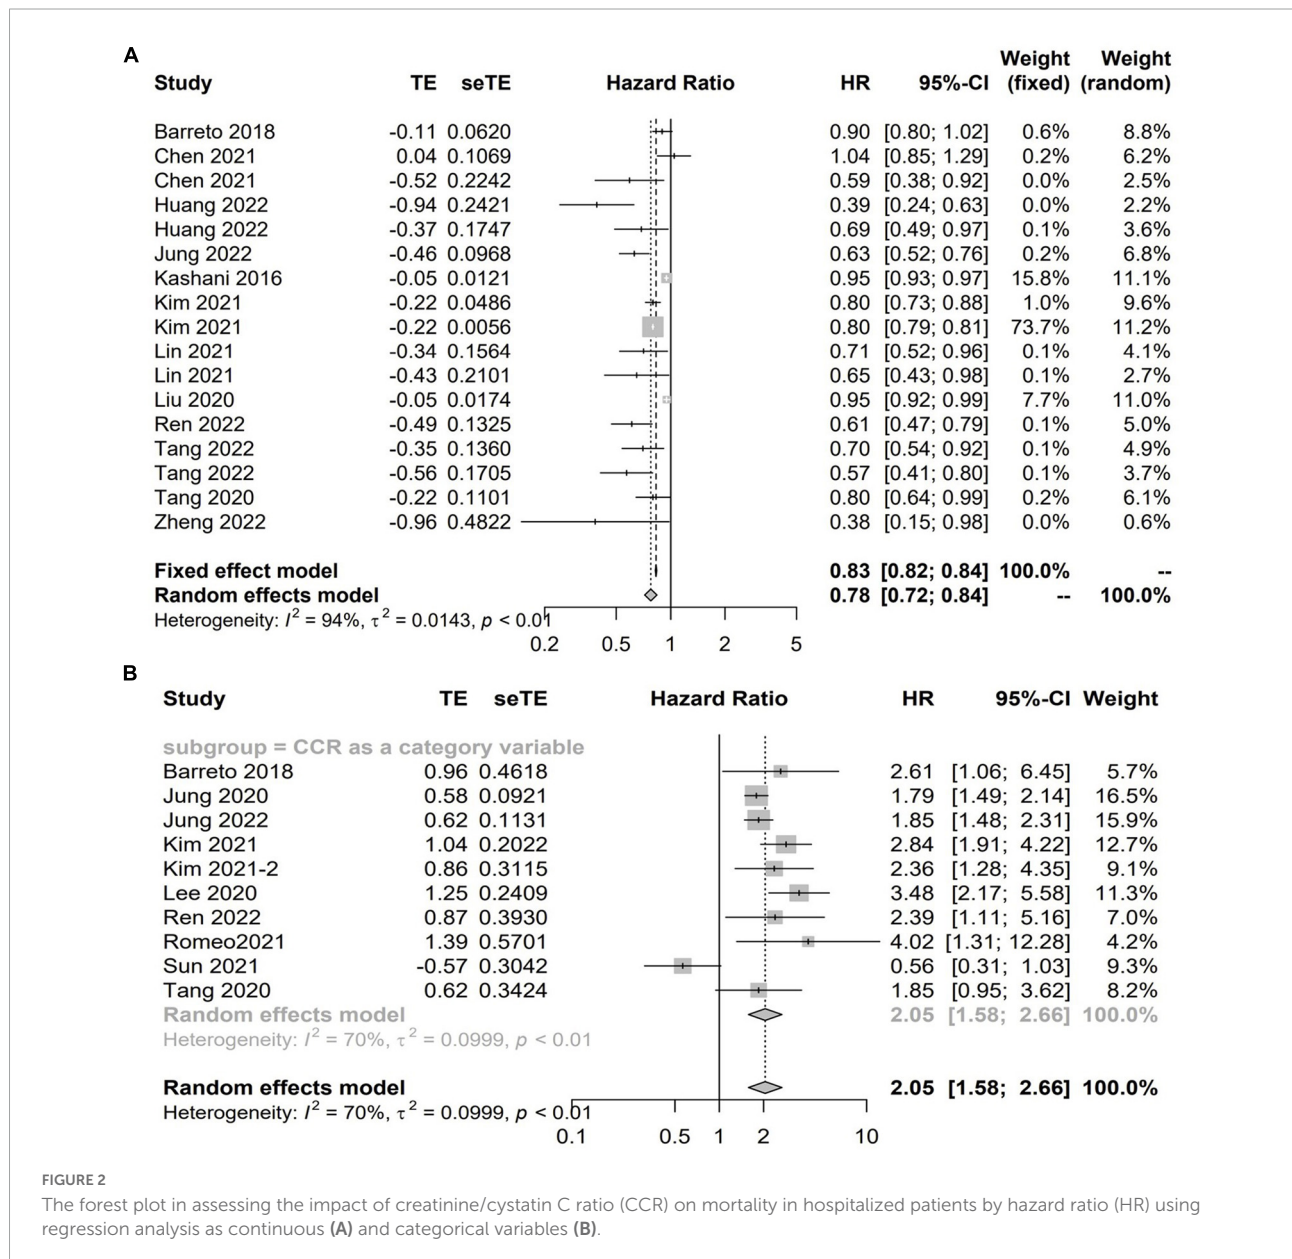 A
Weight Weight
Study TE seTE Hazard Ratio HR 95%-CI (fixed) (random)
Barreto 2018 -0.11 0.0620 0.90 [0.80; 1.02] 0.6% 8.8%
Chen 2021 0.04 0.1069 1.04 [0.85; 1.29] 0.2% 6.2%
Chen 2021 -0.52 0.2242 0.59 [0.38; 0.92] 0.0% 2.5%
Huang 2022 -0.94 0.2421 0.39 [0.24; 0.63] 0.0% 2.2%
Huang 2022 -0.37 0.1747 0.69 [0.49; 0.97] 0.1% 3.6%
Jung 2022 -0.46 0.0968 0.63 [0.52; 0.76] 0.2% 6.8%
Kashani 2016 -0.05 0.0121 0.95 [0.93; 0.97] 15.8% 11.1%
Kim 2021 -0.22 0.0486 0.80 [0.73; 0.88] 1.0% 9.6%
Kim 2021 -0.22 0.0056 0.80 [0.79; 0.81] 73.7% 11.2%
Lin 2021 -0.34 0.1564 0.71 [0.52; 0.96] 0.1% 4.1%
Lin 2021 -0.43 0.2101 0.65 [0.43; 0.98] 0.1% 2.7%
Liu 2020 -0.05 0.0174 0.95 [0.92; 0.99] 7.7% 11.0%
Ren 2022 -0.49 0.1325 0.61 [0.47; 0.79] 0.1% 5.0%
Tang 2022 -0.35 0.1360 0.70 [0.54; 0.92] 0.1% 4.9%
Tang 2022 -0.56 0.1705 0.57 [0.41; 0.80] 0.1% 3.7%
Tang 2020 -0.22 0.1101 0.80 [0.64; 0.99] 0.2% 6.1%
Zheng 2022 -0.96 0.4822 0.38 [0.15; 0.98] 0.0% 0.6%
Fixed effect model 0.83 [0.82; 0.84] 100.0% --
Random effects model 0.78 [0.72; 0.84] -- 100.0%
Heterogeneity: I² = 94%, τ² = 0.0143, p < 0.01
0.2 0.5 1 2 5
B
Study TE seTE Hazard Ratio HR 95%-CI Weight
subgroup = CCR as a category variable
Barreto 2018 0.96 0.4618 2.61 [1.06; 6.45] 5.7%
Jung 2020 0.58 0.0921 1.79 [1.49; 2.14] 16.5%
Jung 2022 0.62 0.1131 1.85 [1.48; 2.31] 15.9%
Kim 2021 1.04 0.2022 2.84 [1.91; 4.22] 12.7%
Kim 2021-2 0.86 0.3115 2.36 [1.28; 4.35] 9.1%
Lee 2020 1.25 0.2409 3.48 [2.17; 5.58] 11.3%
Ren 2022 0.87 0.3930 2.39 [1.11; 5.16] 7.0%
Romeo2021 1.39 0.5701 4.02 [1.31; 12.28] 4.2%
Sun 2021 -0.57 0.3042 0.56 [0.31; 1.03] 9.3%
Tang 2020 0.62 0.3424 1.85 [0.95; 3.62] 8.2%
Random effects model 2.05 [1.58; 2.66] 100.0%
Heterogeneity: I² = 70%, τ² = 0.0999, p < 0.01
Random effects model 2.05 [1.58; 2.66] 100.0%
Heterogeneity: I² = 70%, τ² = 0.0999, p < 0.01
0.1 0.5 1 2 10
FIGURE 2
The forest plot in assessing the impact of creatinine/cystatin C ratio (CCR) on mortality in hospitalized patients by hazard ratio (HR) using
regression analysis as continuous (A) and categorical variables (B).